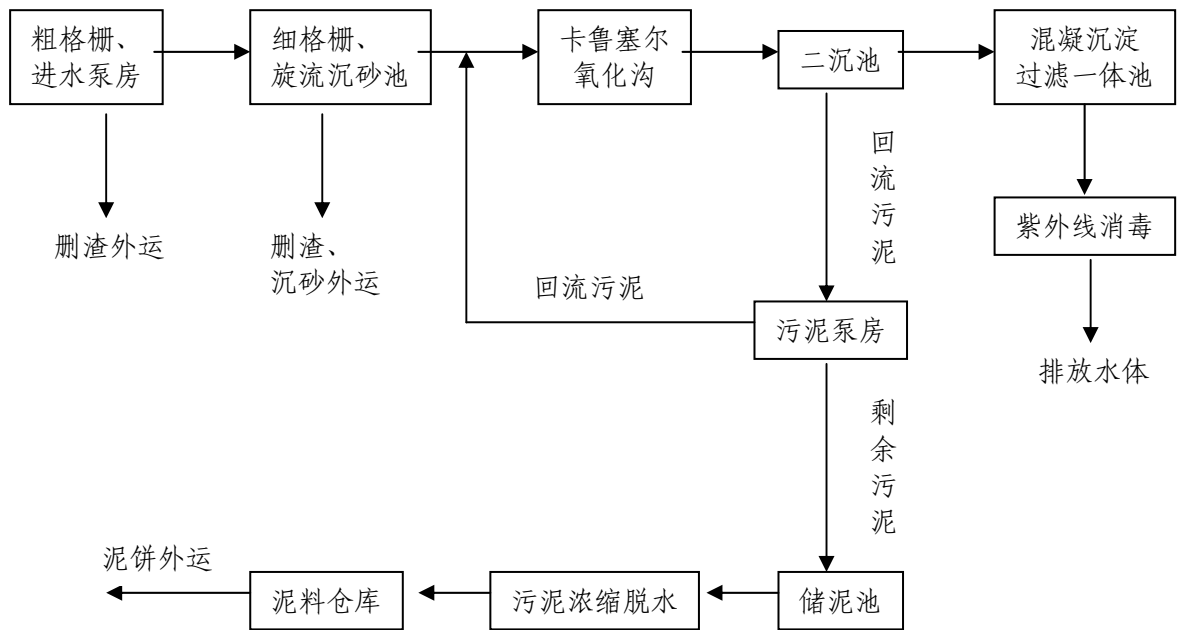 粗格栅、
进水泵房
细格栅、
旋流沉砂池
卡鲁塞尔
氧化沟
二沉池
混凝沉淀
过滤一体池
回流污泥
紫外线消毒
删渣外运
删渣、
沉砂外运
回流污泥
污泥泵房
排放水体
剩余污泥
泥饼外运
泥料仓库
污泥浓缩脱水
储泥池